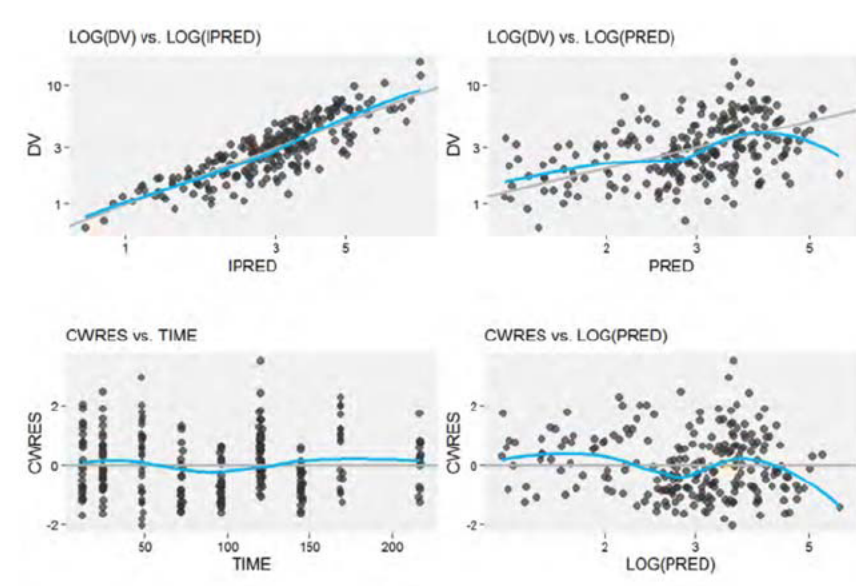 LOG(DV) vs. LOG(IPRED)
10
3
1
DV
1 3 5
IPRED
LOG(DV) vs. LOG(PRED)
10
3
1
DV
2 3 5
PRED
CWRES vs. TIME
2
0
-2
CWRES
50 100 150 200
TIME
CWRES vs. LOG(PRED)
2
0
-2
CWRES
2 3 5
LOG(PRED)